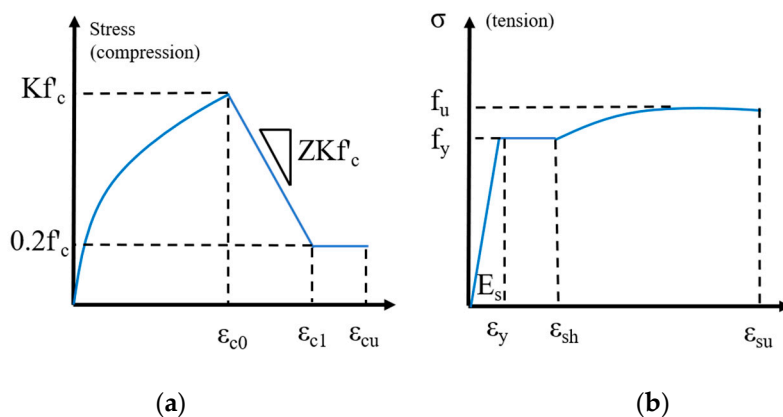 Stress
(compression)
Kf'c
ZKf'c
0.2f'c
εc0
εc1
εcu
(a)
σ
(tension)
fu
fy
Es
εy
εsh
εsu
(b)